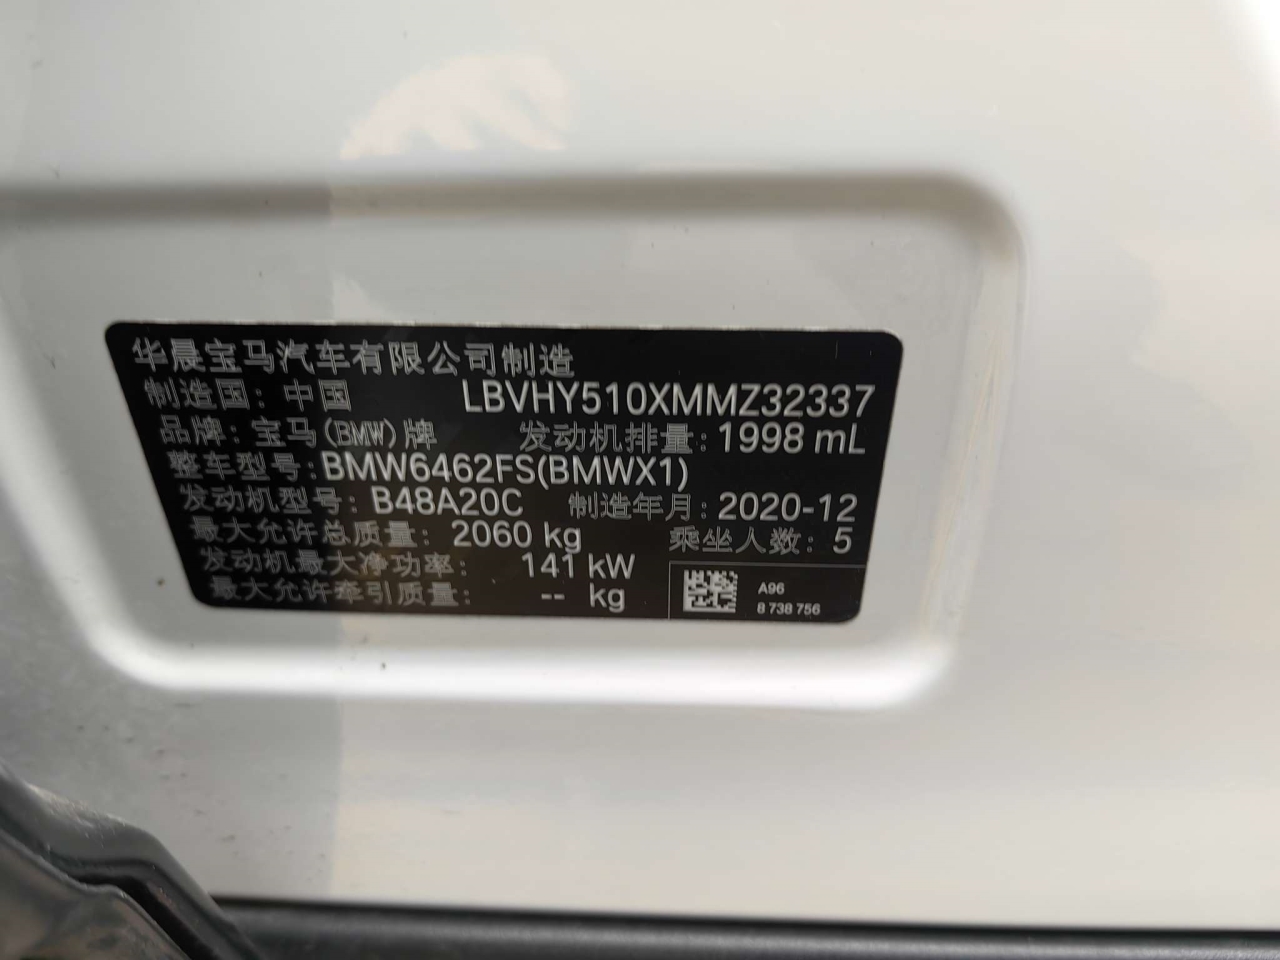 华晨宝马汽车有限公司制造
制造国：中国 LBVHY510XMMZ32337
品牌：宝马(BMW)牌 发动机排量：1998 mL
整车型号：BMW6462FS(BMWX1)
发动机型号：B48A20C 制造年月：2020-12
最大允许总质量：2060 kg 乘坐人数：5
发动机最大净功率：141 kW
最大允许牵引质量：-- kg
A96
8 738 756